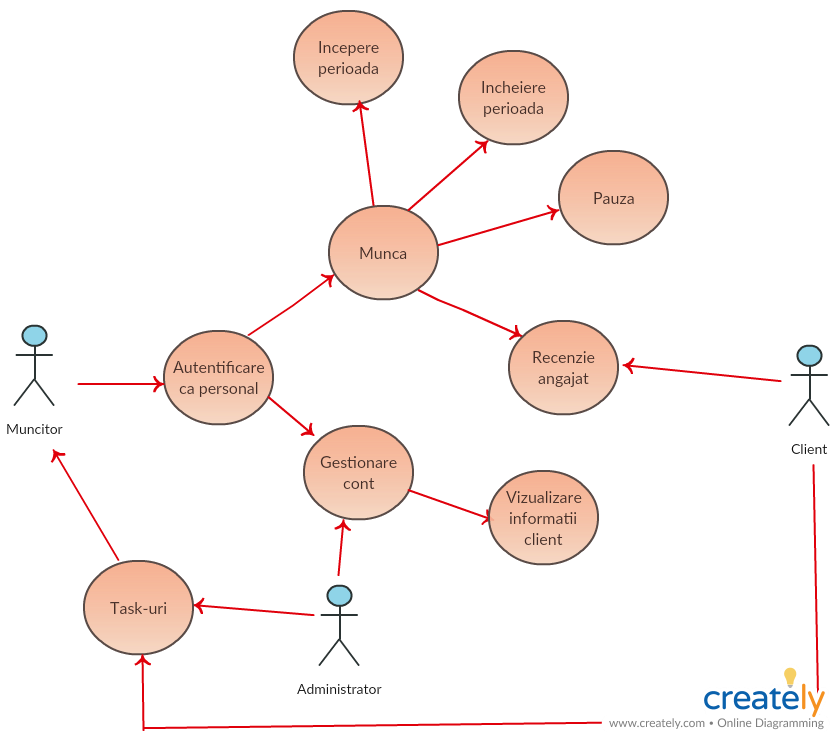 Incepere
perioada
Incheiere
perioada
Pauza
Munca
Recenzie
angajat
Autentificare
ca personal
Muncitor
Client
Gestionare
cont
Vizualizare
informatii
client
Task-uri
Administrator
creately
www.creately.com • Online Diagramming